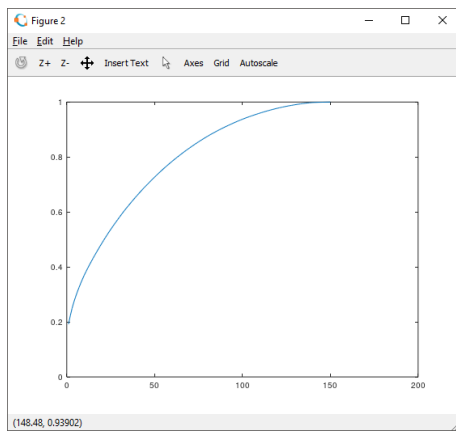 Figure 2
File Edit Help
Z+ Z- Insert Text Axes Grid Autoscale
1
0.8
0.6
0.4
0.2
0
0 50 100 150 200
(148.48, 0.93902)